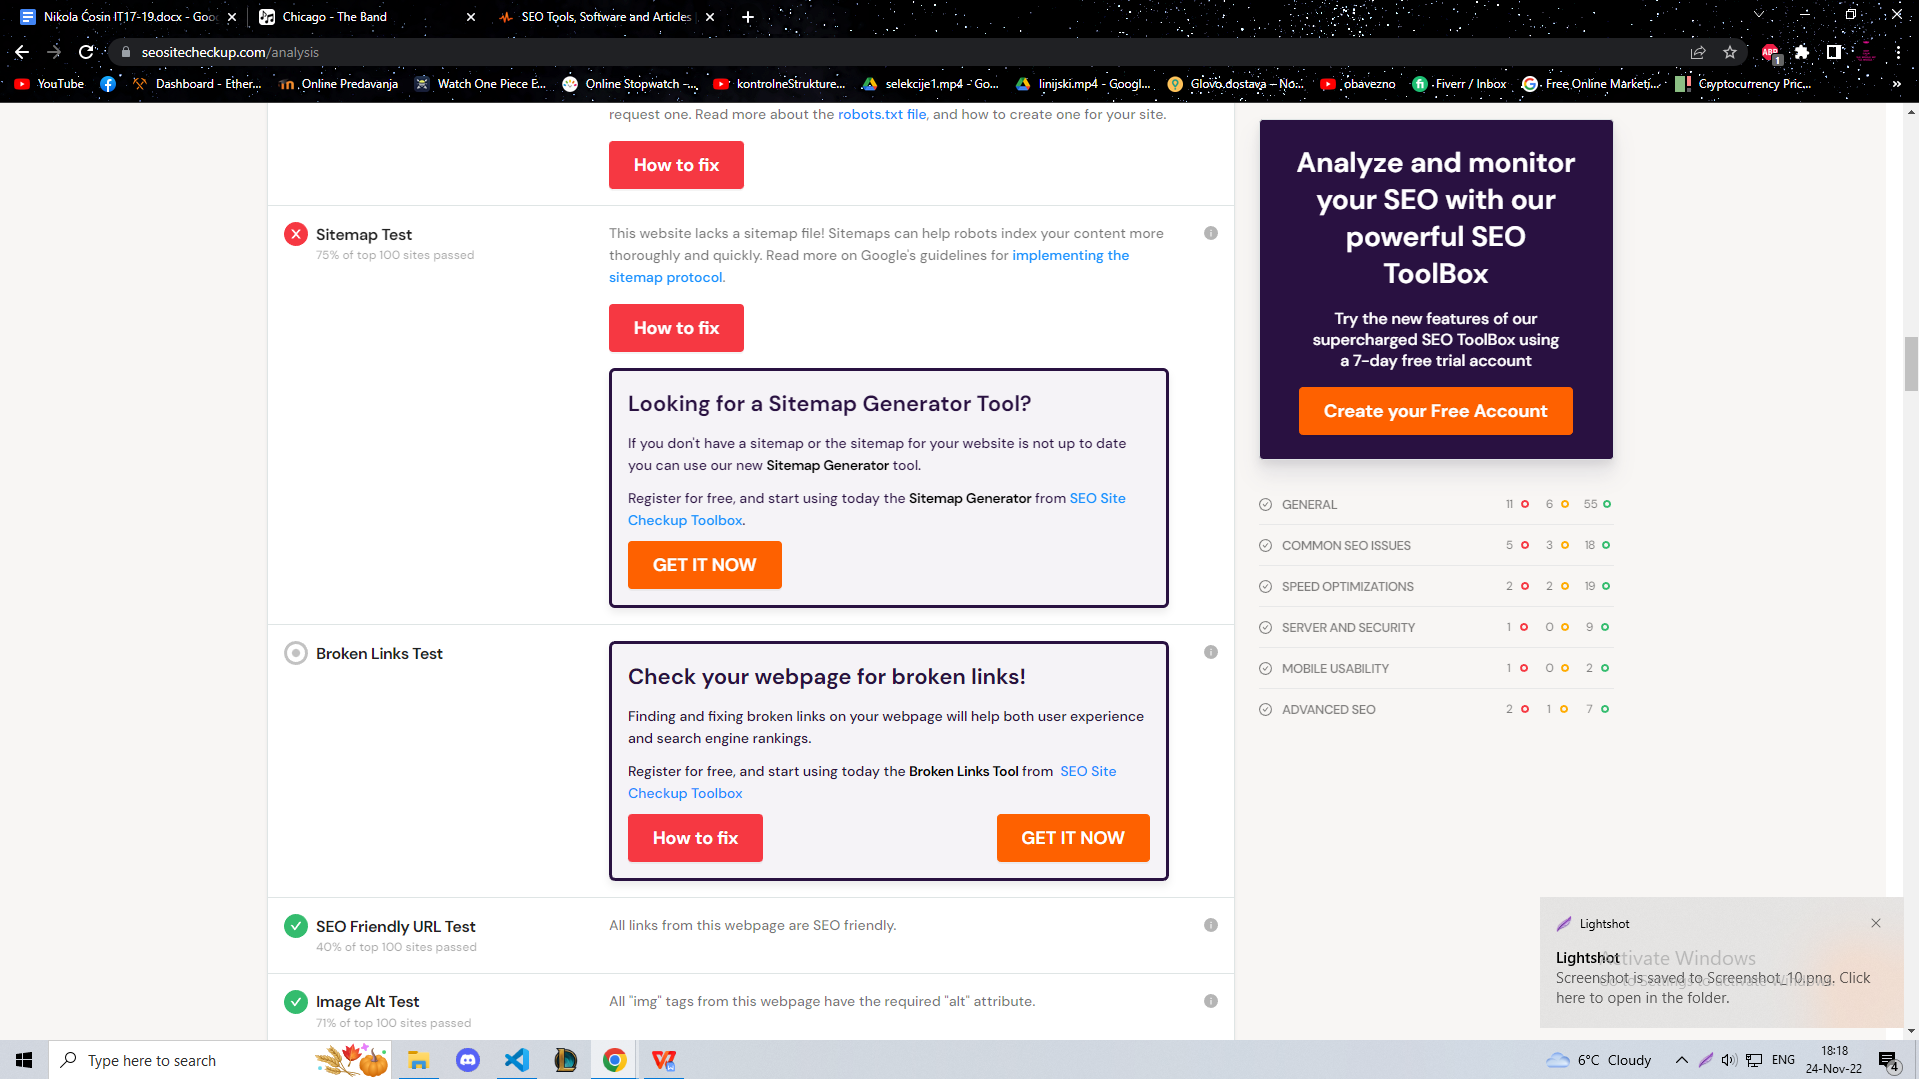 Nikola Ćosin IT17-19.docx - Goo
Chicago - The Band
SEO Tools, Software and Articles
seositecheckup.com/analysis
ABP
1
YouTube
Dashboard - Ether...
Online Predavanja
Watch One Piece E...
Online Stopwatch -...
kontrolneStrukture...
selekcije1.mp4 - Go...
linijski.mp4 - Googl...
Glovo dostava – No...
obavezno
Fiverr / Inbox
Free Online Marketi...
Cryptocurrency Pric...
»
request one. Read more about the robots.txt file, and how to create one for your site.
How to fix
Sitemap Test
75% of top 100 sites passed
This website lacks a sitemap file! Sitemaps can help robots index your content more
thoroughly and quickly. Read more on Google's guidelines for implementing the
sitemap protocol.
How to fix
Looking for a Sitemap Generator Tool?
If you don't have a sitemap or the sitemap for your website is not up to date
you can use our new Sitemap Generator tool.
Register for free, and start using today the Sitemap Generator from SEO Site
Checkup Toolbox.
GET IT NOW
Broken Links Test
Check your webpage for broken links!
Finding and fixing broken links on your webpage will help both user experience
and search engine rankings.
Register for free, and start using today the Broken Links Tool from SEO Site
Checkup Toolbox
How to fix
GET IT NOW
SEO Friendly URL Test
40% of top 100 sites passed
All links from this webpage are SEO friendly.
Image Alt Test
71% of top 100 sites passed
All "img" tags from this webpage have the required "alt" attribute.
Analyze and monitor
your SEO with our
powerful SEO
ToolBox
Try the new features of our
supercharged SEO ToolBox using
a 7-day free trial account
Create your Free Account
GENERAL 11 6 55
COMMON SEO ISSUES 5 3 18
SPEED OPTIMIZATIONS 2 2 19
SERVER AND SECURITY 1 0 9
MOBILE USABILITY 1 0 2
ADVANCED SEO 2 1 7
Lightshot
Lightshot
Activate Windows
Screenshot is saved to Screenshot_10.png. Click
Go to Settings to activate Windows.
here to open in the folder.
Type here to search
6°C Cloudy
ENG
18:18
24-Nov-22
4